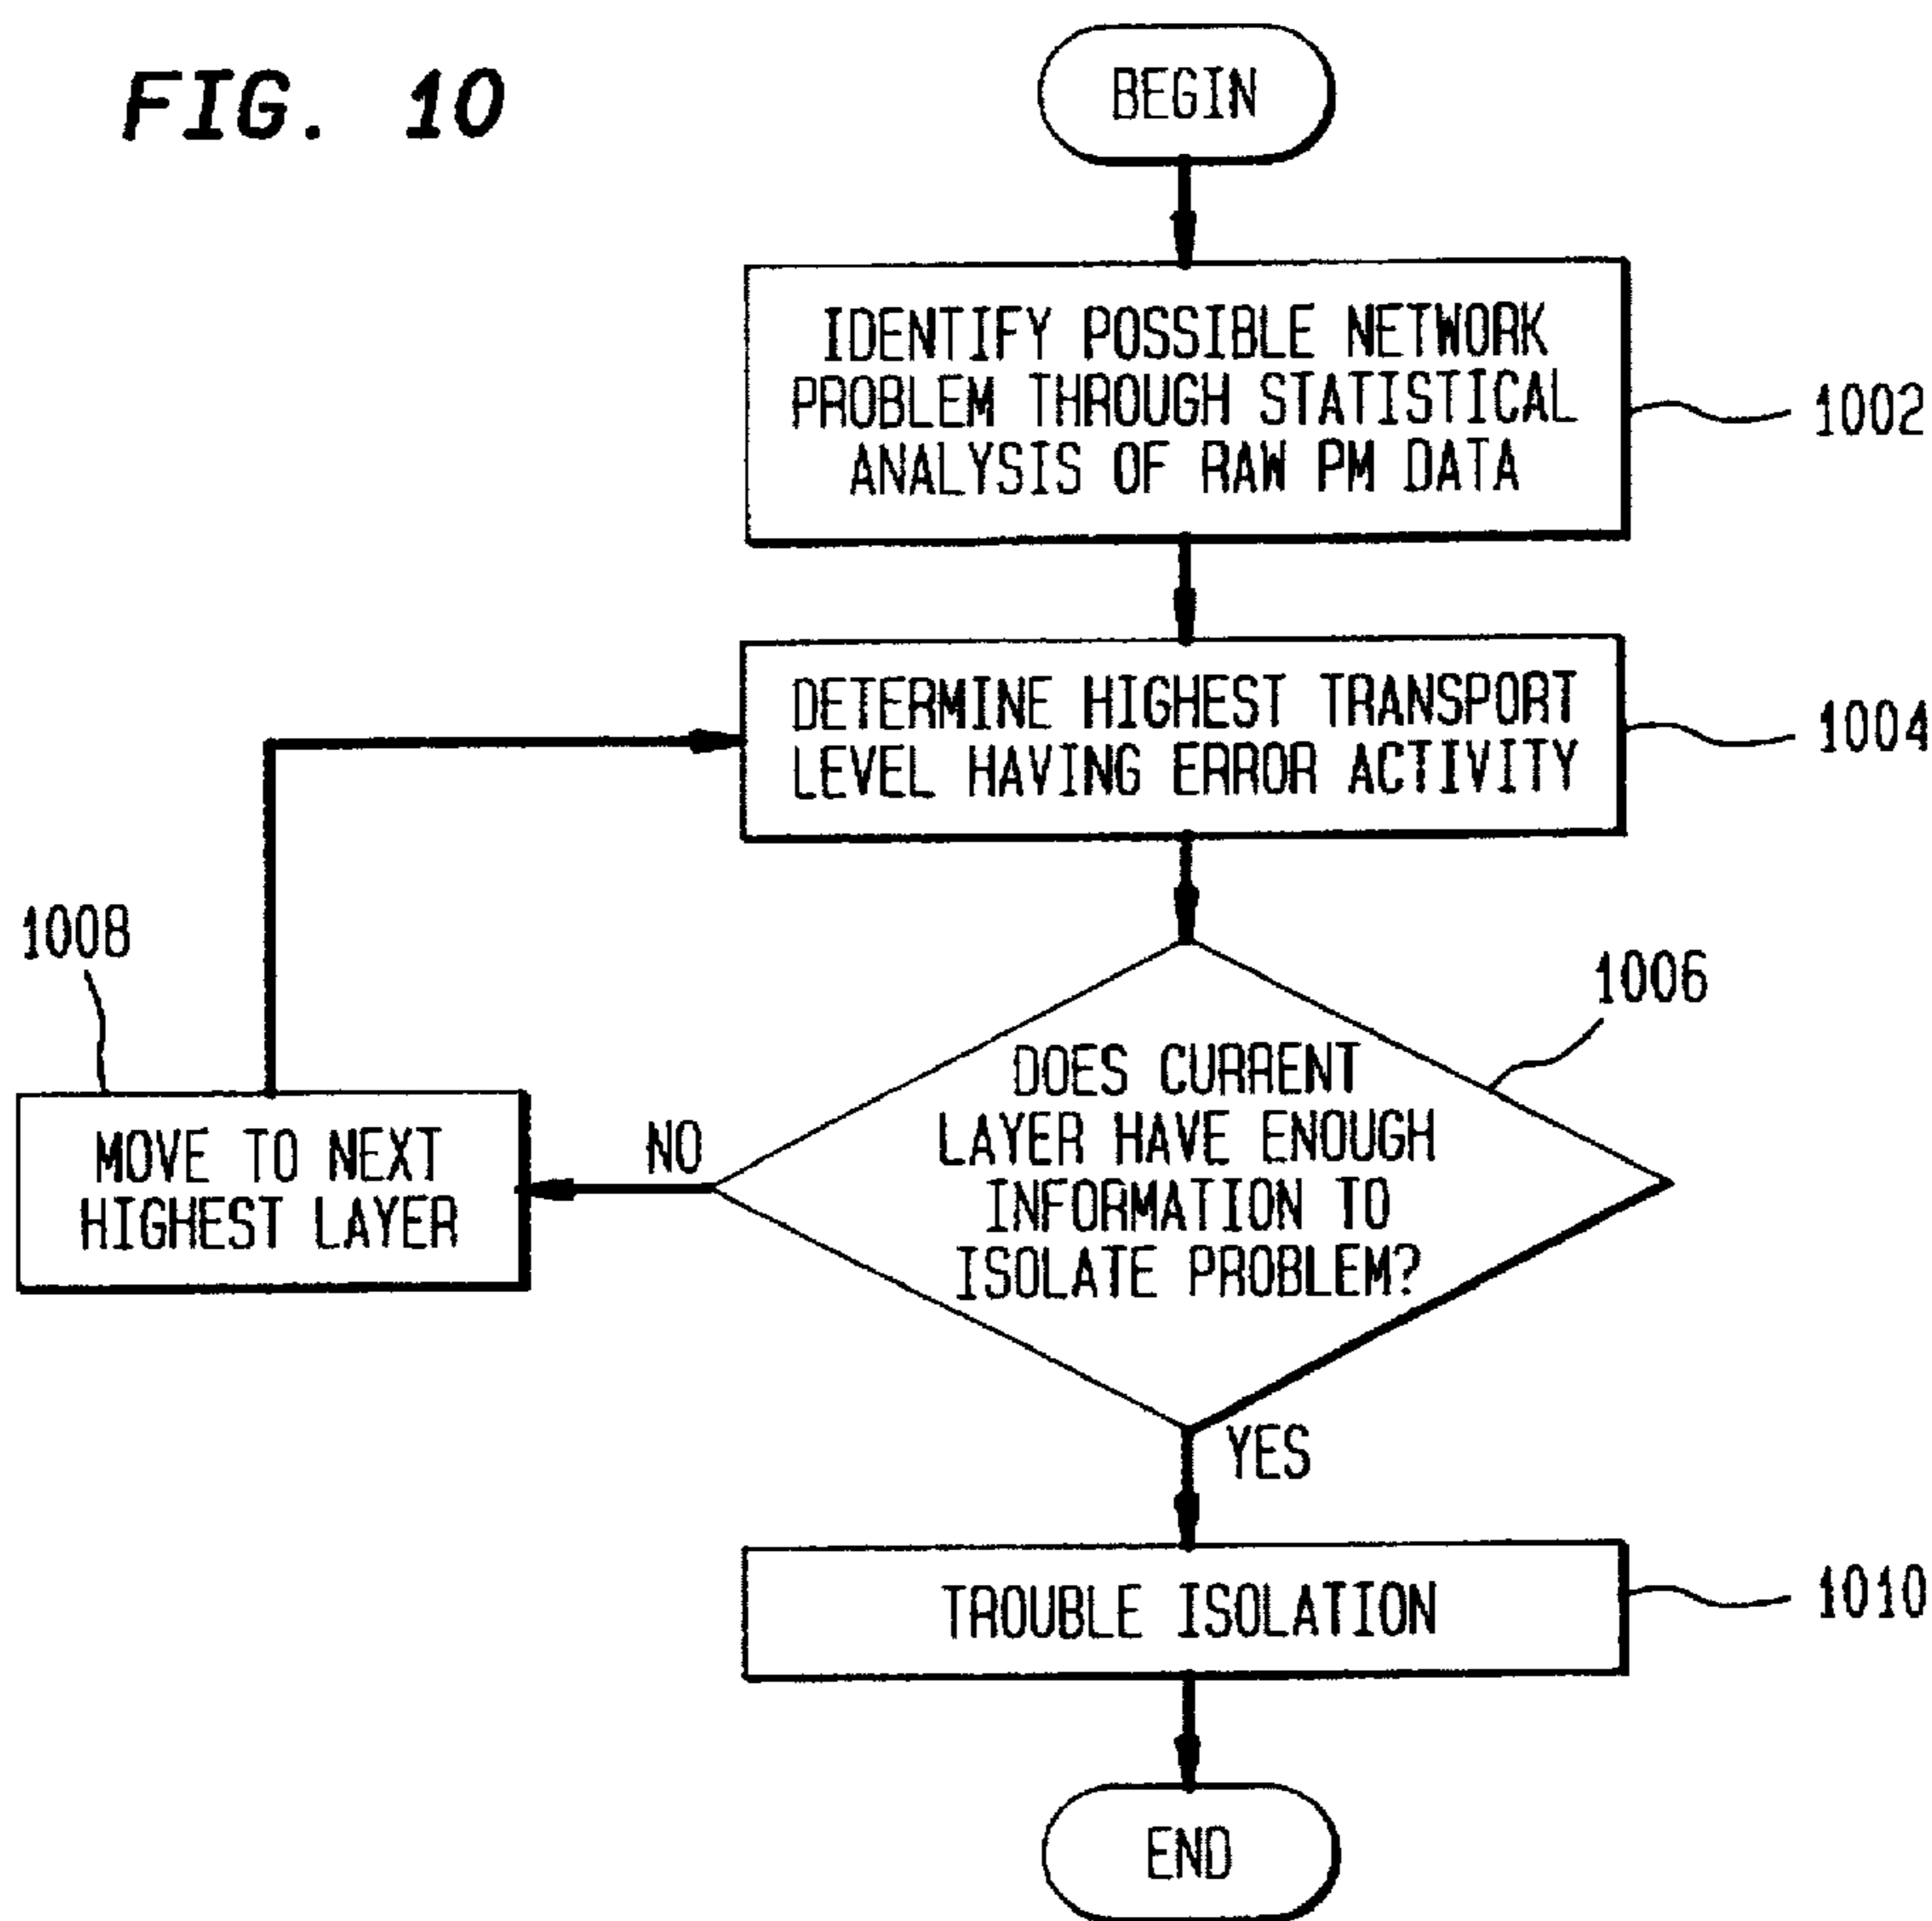 FIG. 10
BEGIN
IDENTIFY POSSIBLE NETWORK
PROBLEM THROUGH STATISTICAL
ANALYSIS OF RAW PM DATA
1002
DETERMINE HIGHEST TRANSPORT
LEVEL HAVING ERROR ACTIVITY
1004
1008
MOVE TO NEXT
HIGHEST LAYER
NO
1006
DOES CURRENT
LAYER HAVE ENOUGH
INFORMATION TO
ISOLATE PROBLEM?
YES
TROUBLE ISOLATION
1010
END